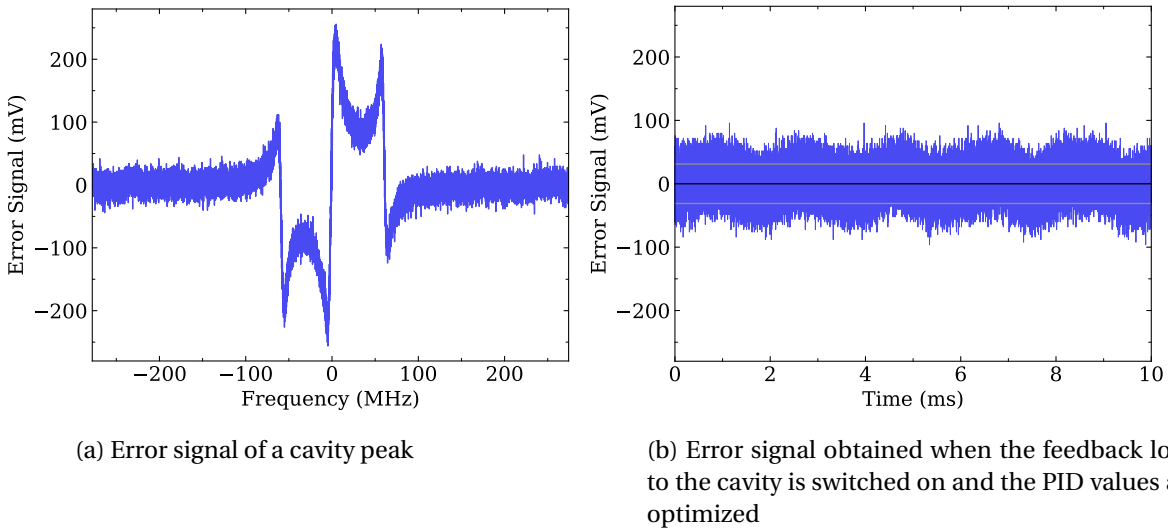 Error Signal (mV)
200
100
0
−100
−200
−200
−100
0
100
200
Frequency (MHz)
(a) Error signal of a cavity peak
Error Signal (mV)
200
100
0
−100
−200
0
2
4
6
8
10
Time (ms)
(b) Error signal obtained when the feedback lo
to the cavity is switched on and the PID values a
optimized